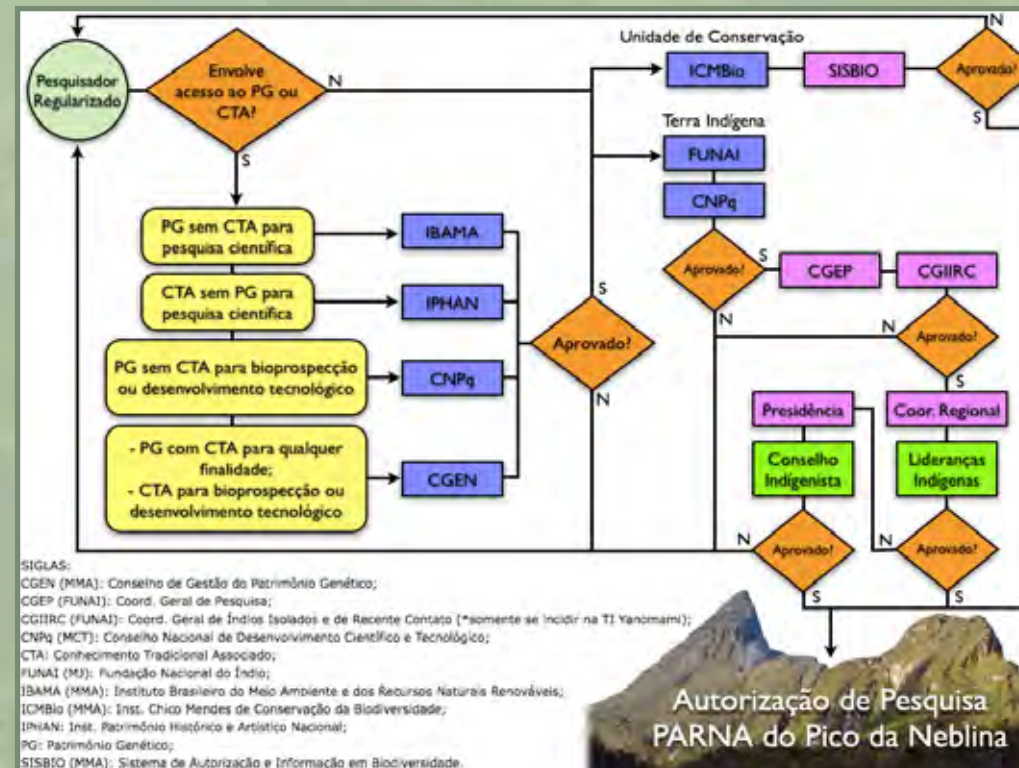 Pesquisador
Regularizado
Envolve
acesso ao PG ou
CTA?
N
S
PG sem CTA para
pesquisa científica
CTA sem PG para
pesquisa científica
PG sem CTA para bioprospecção
ou desenvolvimento tecnológico
- PG com CTA para qualquer
finalidade;
- CTA para bioprospecção ou
desenvolvimento tecnológico
IBAMA
IPHAN
CNPq
CGEN
S
Aprovado?
N
Unidade de Conservação
ICMBio
SISBIO
N
Aprovado?
S
Terra Indígena
FUNAI
CNPq
Aprovado?
S
N
CGEP
CGIIRC
S
N
Aprovado?
S
Presidência
Coor. Regional
Conselho
Indígenista
Lideranças
Indígenas
N
Aprovado?
S
N
Aprovado?
S
SIGLAS:
CGEN (MMA): Conselho de Gestão do Patrimônio Genético;
CGEP (FUNAI): Coord. Geral de Pesquisa;
CGIIRC (FUNAI): Coord. Geral de Índios Isolados e de Recente Contato (*somente se incidir na TI Yanomami);
CNPq (MCT): Conselho Nacional de Desenvolvimento Científico e Tecnológico;
CTA: Conhecimento Tradicional Associado;
FUNAI (MJ): Fundação Nacional do Índio;
IBAMA (MMA): Instituto Brasileiro do Meio Ambiente e dos Recursos Naturais Renováveis;
ICMBio (MMA): Inst. Chico Mendes de Conservação da Biodiversidade;
IPHAN: Inst. Patrimônio Histórico e Artístico Nacional;
PG: Patrimônio Genético;
SISBIO (MMA): Sistema de Autorização e Informação em Biodiversidade.
Autorização de Pesquisa
PARNA do Pico da Neblina